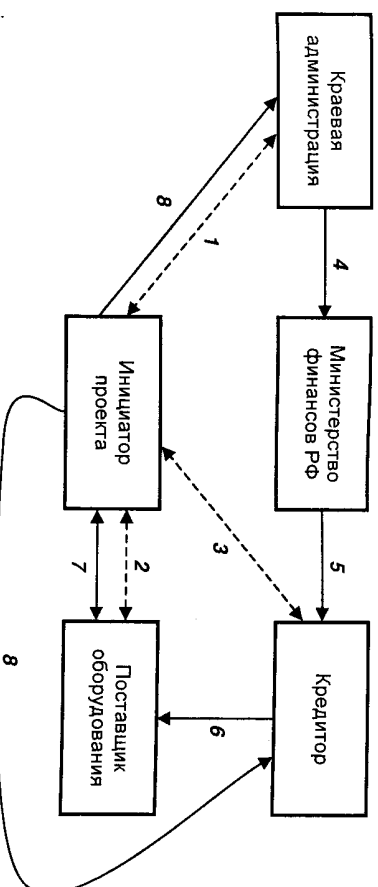 Краевая
администрация
4
Министерство
финансов РФ
5
Кредитор
8
1
3
6
Инициатор
проекта
2
7
Поставщик
оборудования
8